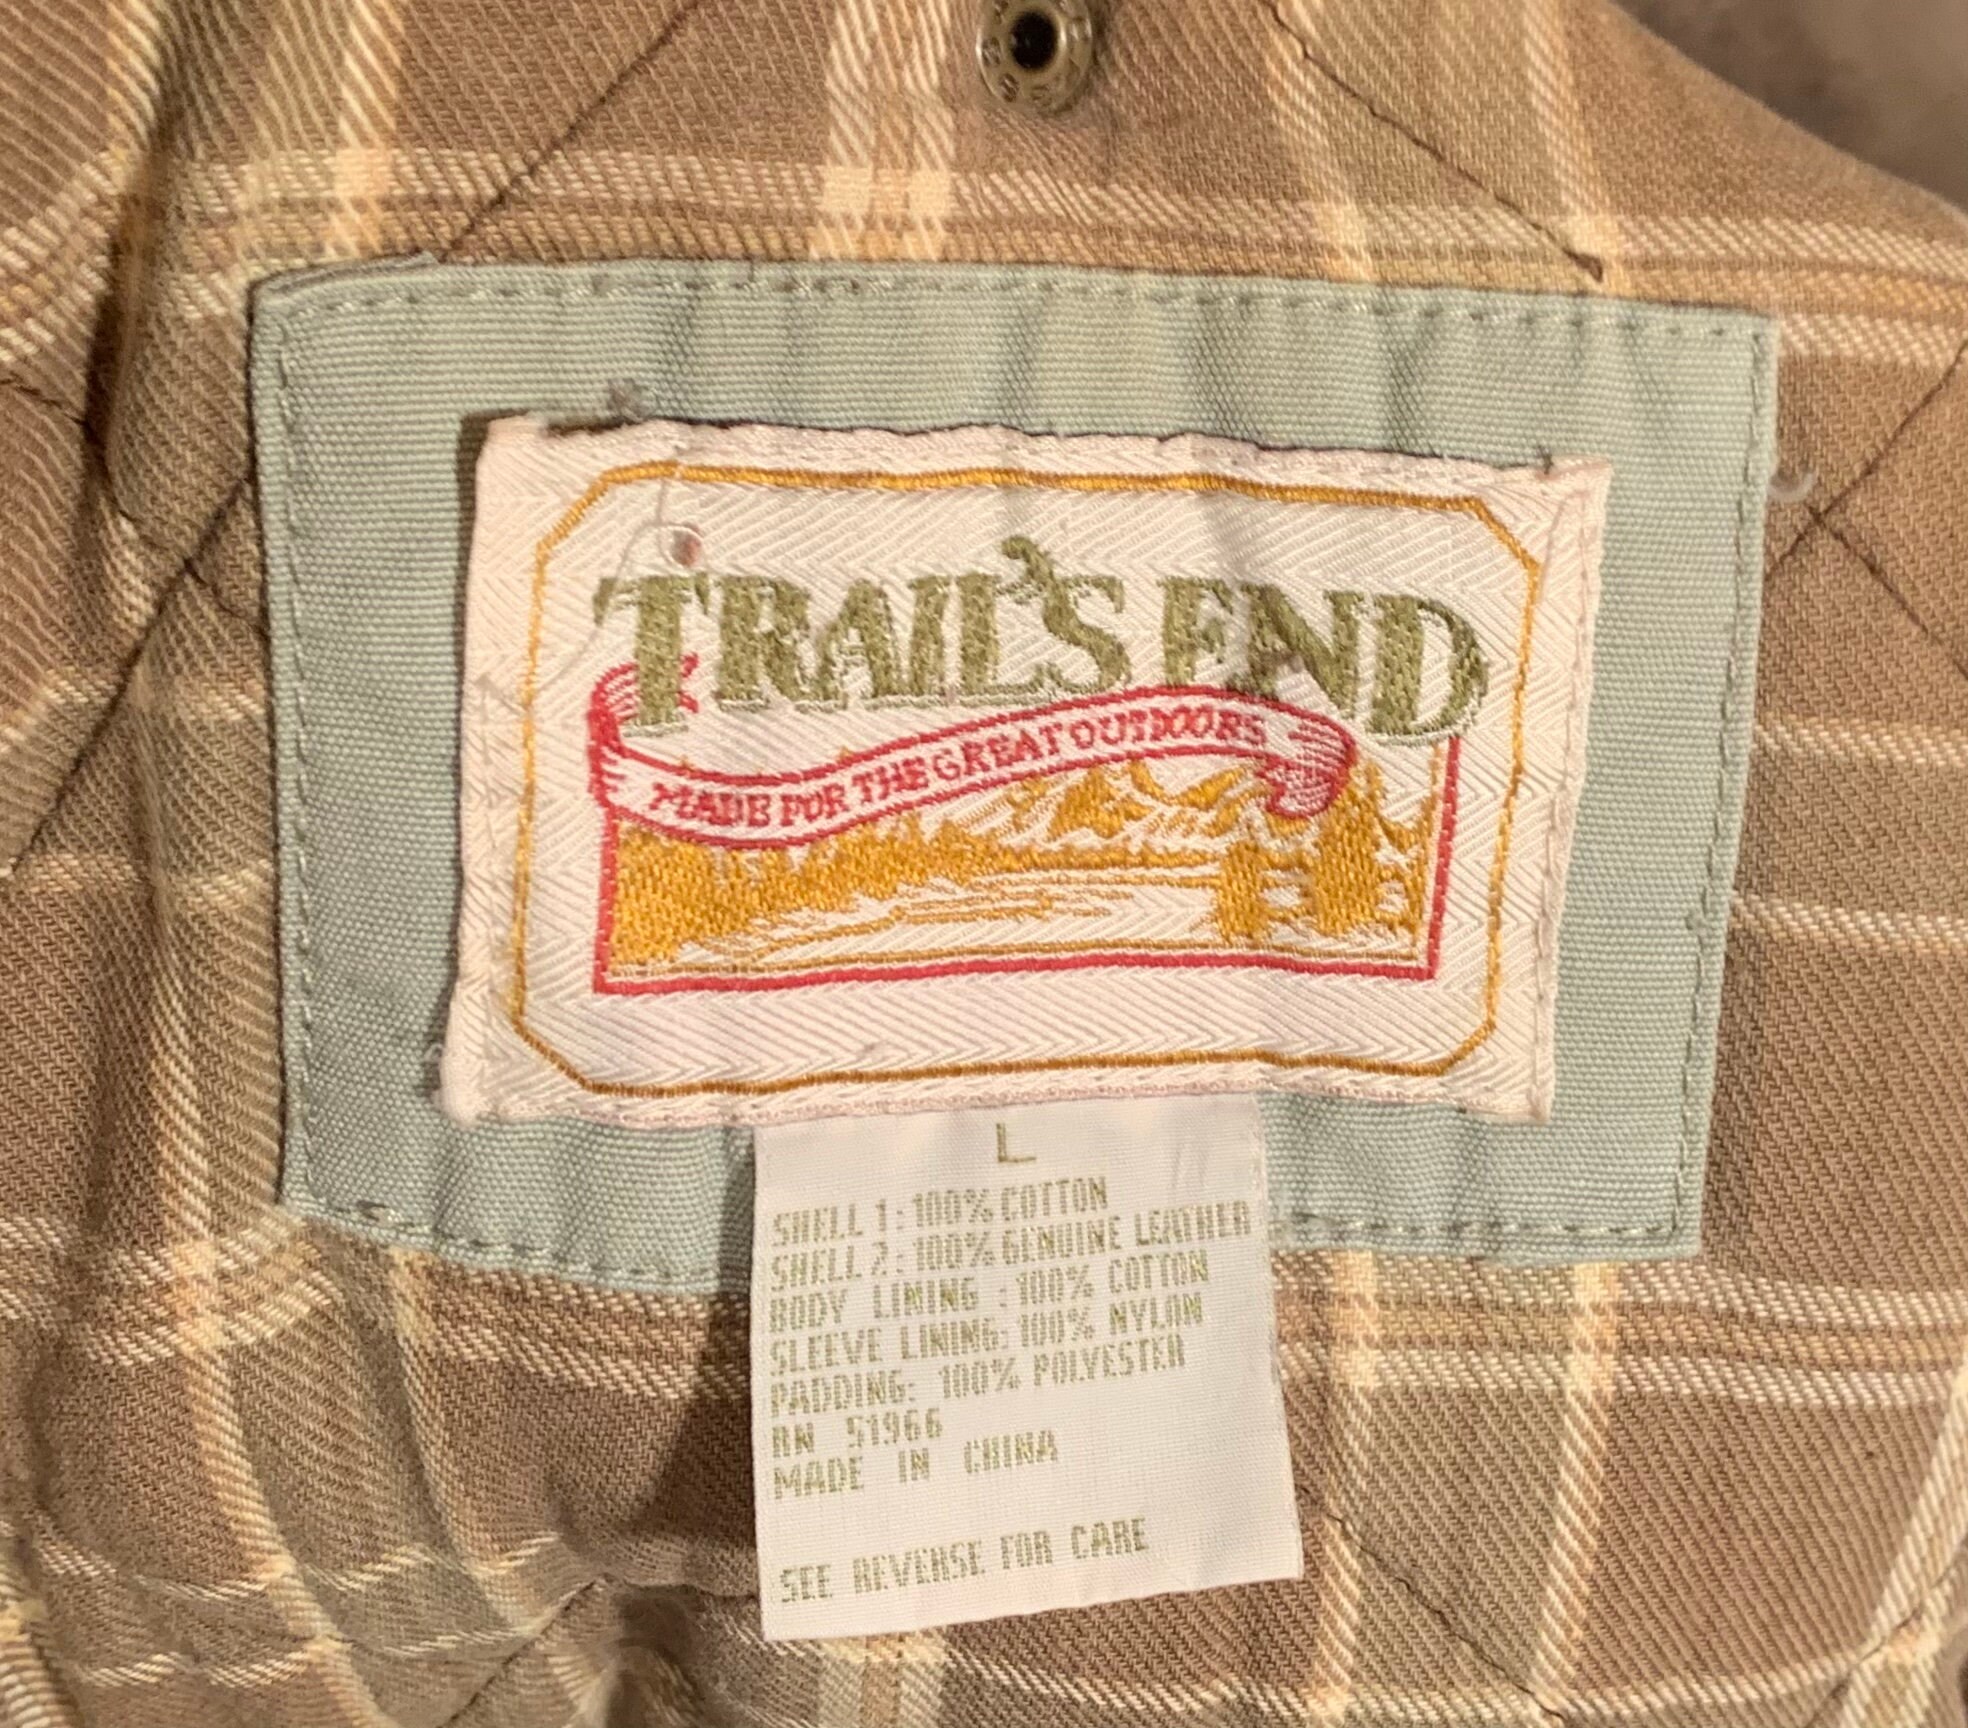 TRAIL'S END
MADE FOR THE GREAT OUTDOORS
L
SHELL 1: 100% COTTON
SHELL 2: 100% GENUINE LEATHER
BODY LINING : 100% COTTON
SLEEVE LINING: 100% NYLON
PADDING: 100% POLYESTER
RN 51966
MADE IN CHINA
SEE REVERSE FOR CARE